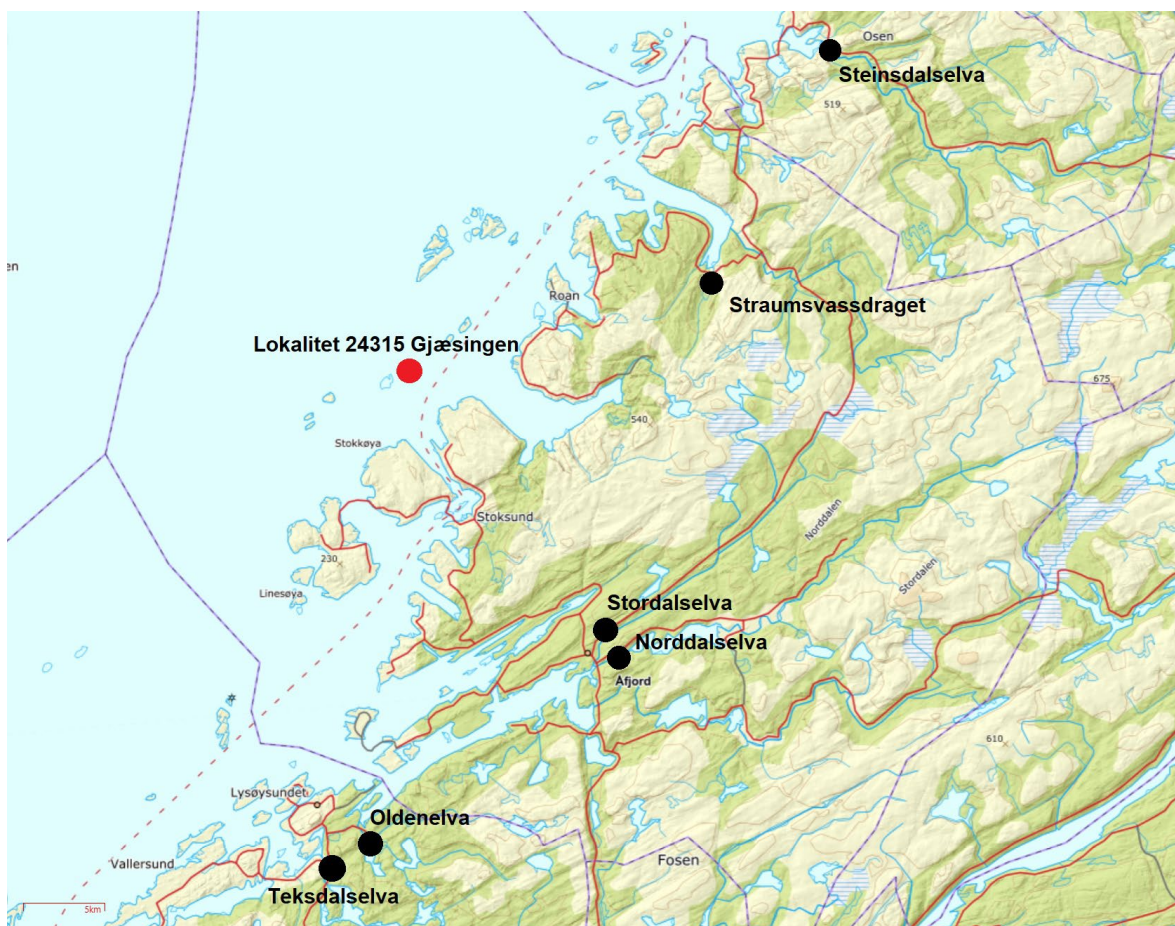 Osen
Steinsdalselva
519
en
Roan
Straumsvassdraget
Lokalitet 24315 Gjæsingen
675
540
Stokkøya
Norddalen
Stoksund
230
Linesøya
Stordalen
Stordalselva
Norddalselva
Åfjord
610
Lysøysundet
Oldenelva
Vallersund
Fosen
Teksdalselva
5km